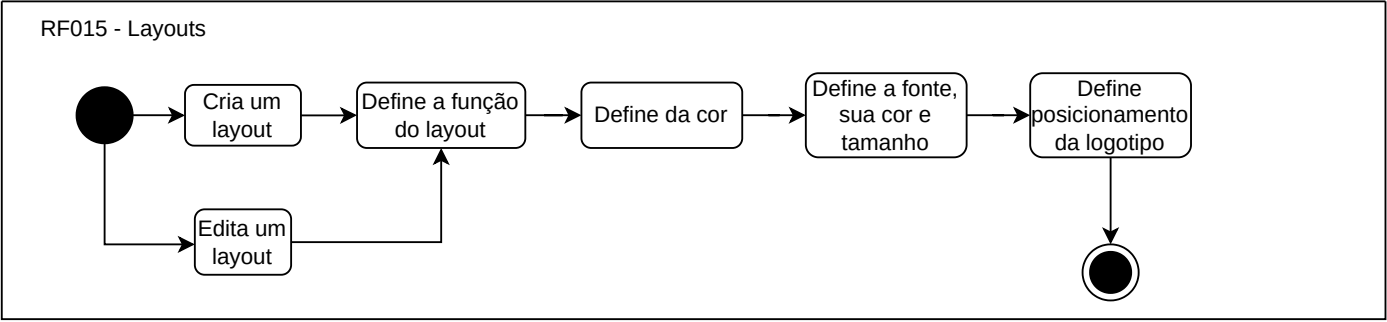 RF015 - Layouts
Cria um
layout
Define a função
do layout
Define da cor
Define a fonte,
sua cor e
tamanho
Define
posicionamento
da logotipo
Edita um
layout